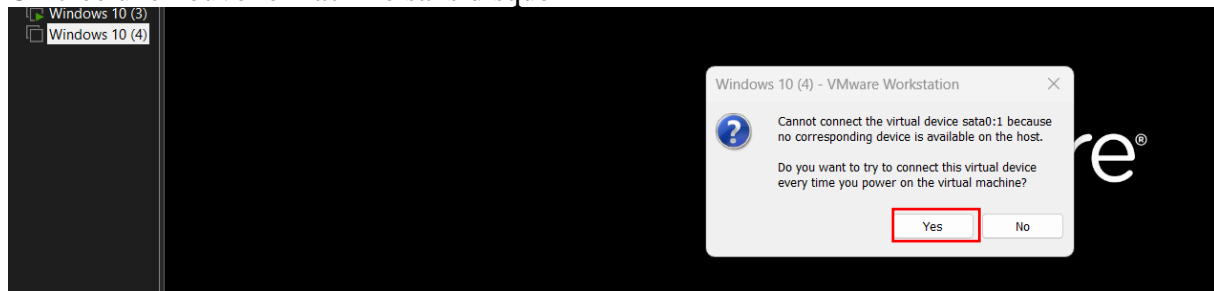 Windows 10 (3)
Windows 10 (4)
Windows 10 (4) - VMware Workstation
Cannot connect the virtual device sata0:1 because
no corresponding device is available on the host.
Do you want to try to connect this virtual device
every time you power on the virtual machine?
Yes
No